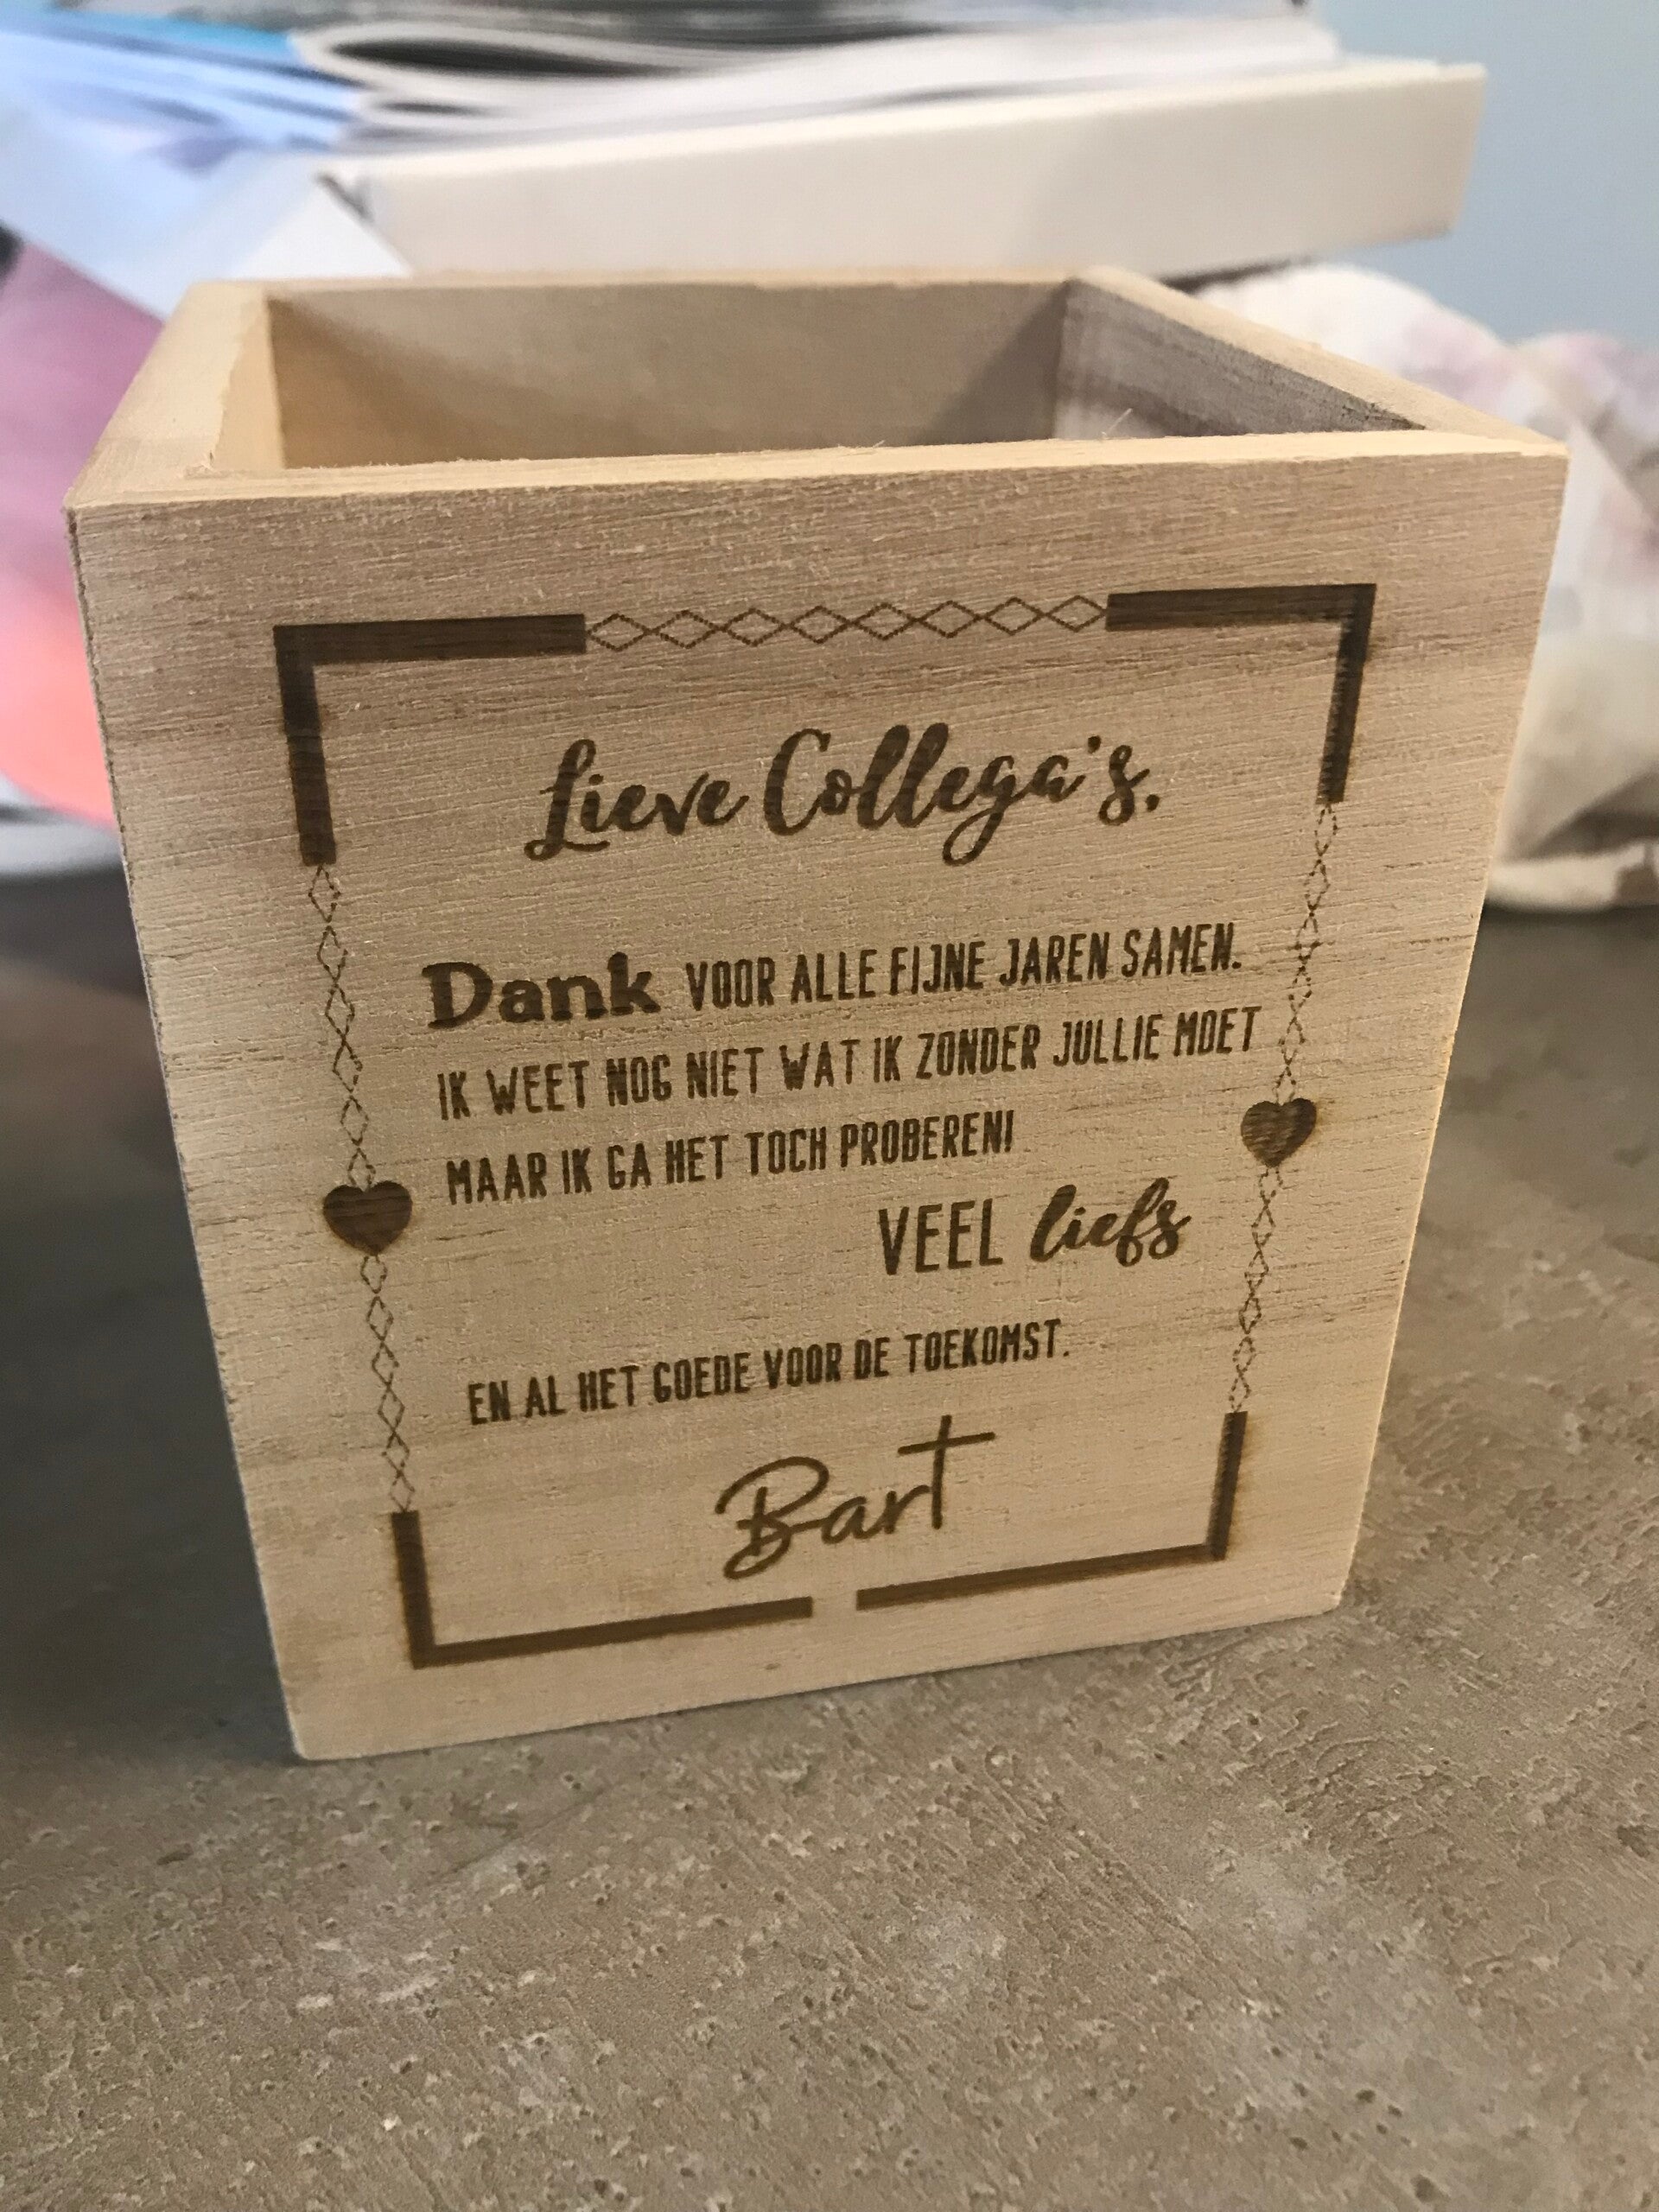 Lieve Collega's,
Dank VOOR ALLE FIJNE JAREN SAMEN.
IK WEET NOG NIET WAT IK ZONDER JULLIE MOET
MAAR IK GA HET TOCH PROBEREN!
VEEL liefs
EN AL HET GOEDE VOOR DE TOEKOMST.
Bart